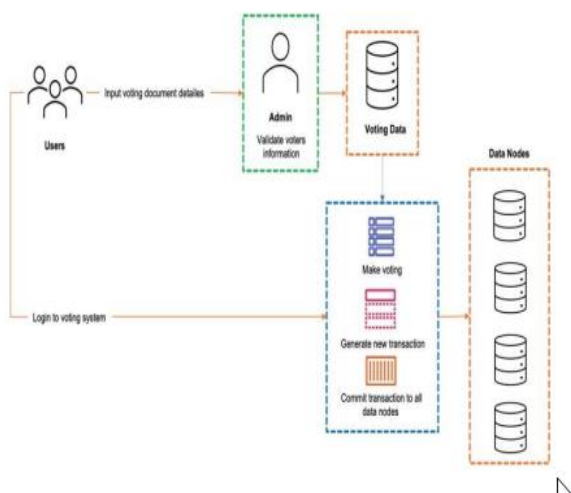 Users
Input voting document detailes
Admin
Validate voters
information
Voting Data
Data Nodes
Make voting
Generate new transaction
Commit transaction to all
data nodes
Login to voting system